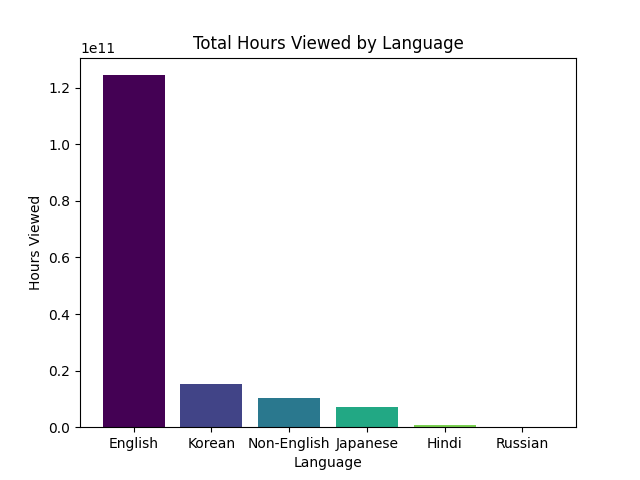 Total Hours Viewed by Language
1e11
1.2
1.0
0.8
0.6
0.4
0.2
0.0
Hours Viewed
English Korean Non-English Japanese Hindi Russian
Language